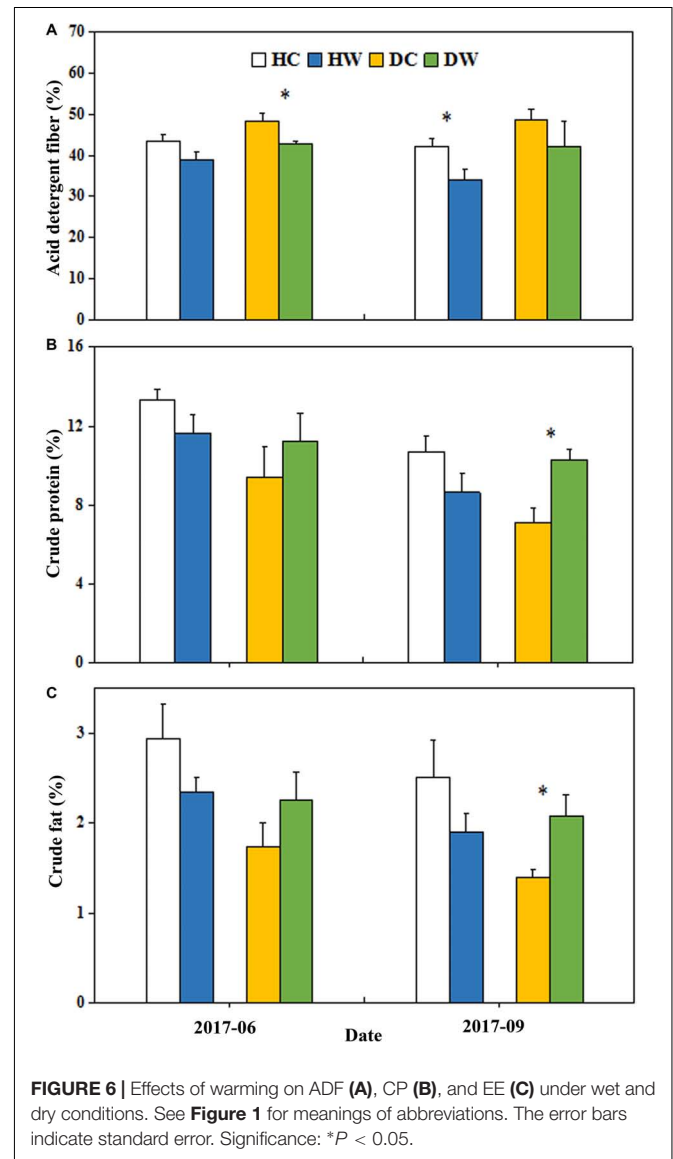 A
70
60
50
40
30
20
10
0
Acid detergent fiber (%)
HC HW DC DW
*
*
B
16
12
8
4
0
Crude protein (%)
*
C
3
2
1
0
Crude fat (%)
*
2017-06 2017-09
Date
FIGURE 6 | Effects of warming on ADF (A), CP (B), and EE (C) under wet and
dry conditions. See Figure 1 for meanings of abbreviations. The error bars
indicate standard error. Significance: *P < 0.05.